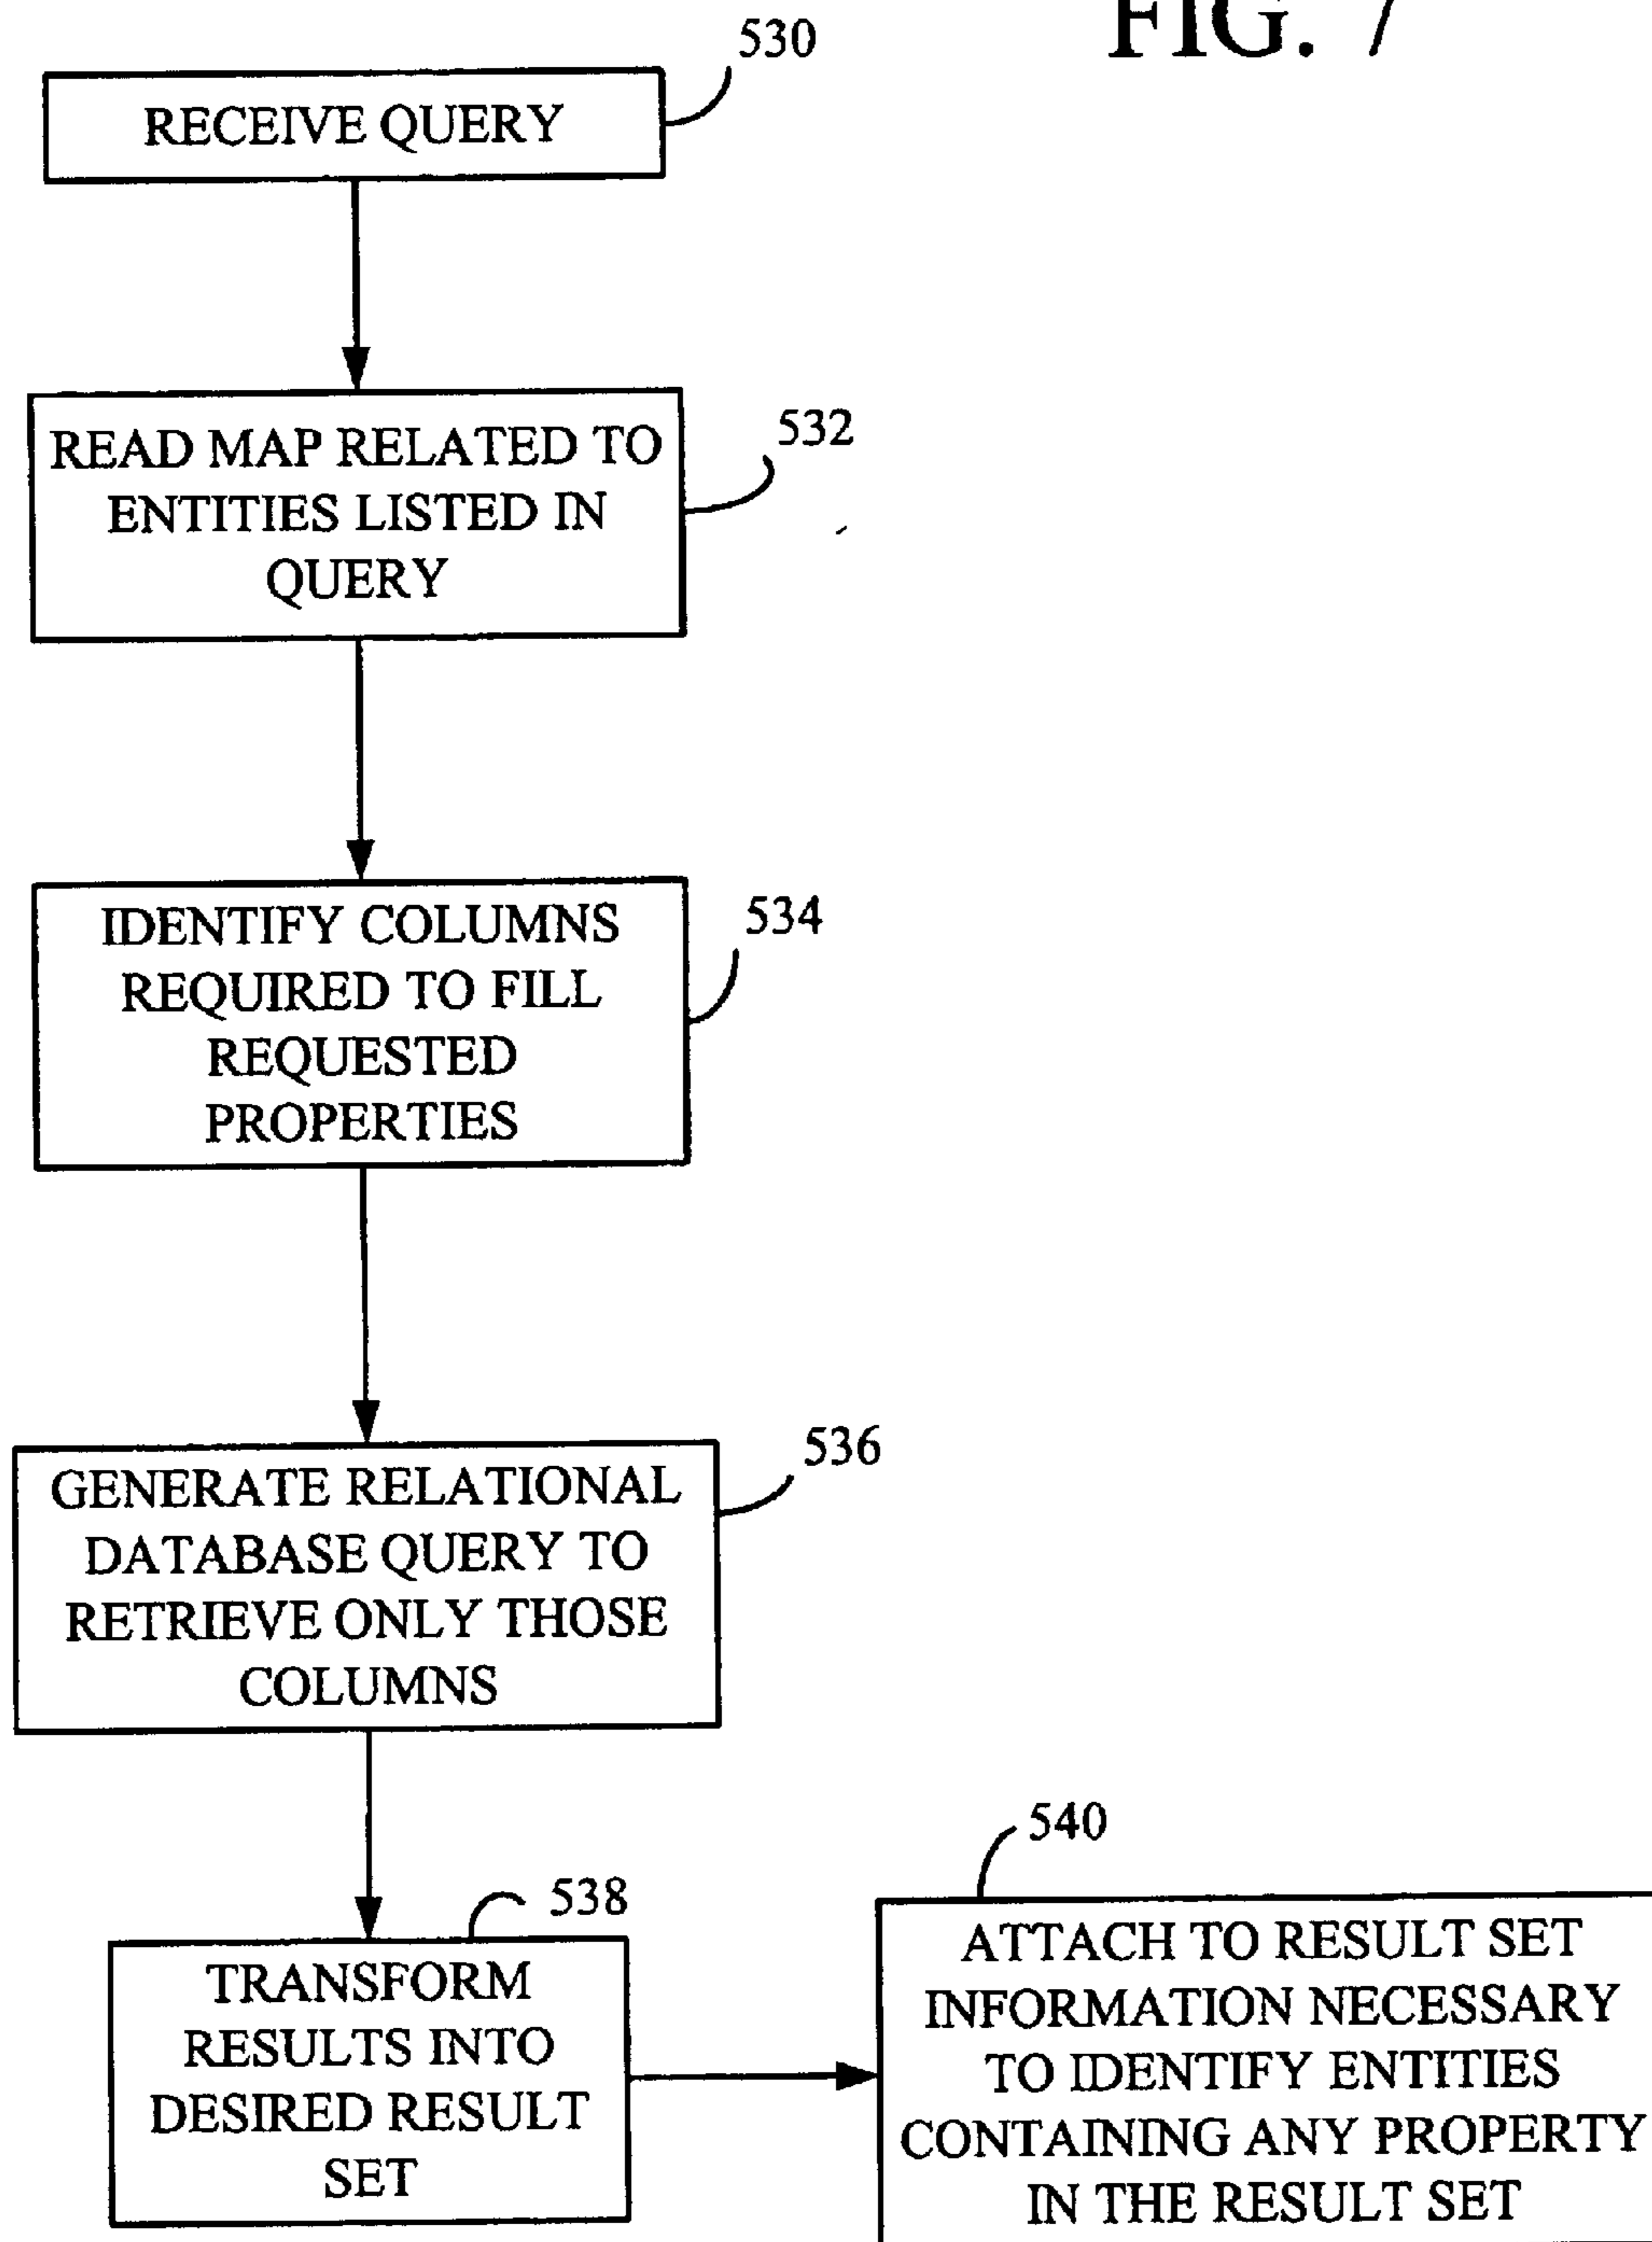 FIG. 7
530
RECEIVE QUERY
532
READ MAP RELATED TO
ENTITIES LISTED IN
QUERY
534
IDENTIFY COLUMNS
REQUIRED TO FILL
REQUESTED
PROPERTIES
536
GENERATE RELATIONAL
DATABASE QUERY TO
RETRIEVE ONLY THOSE
COLUMNS
538
TRANSFORM
RESULTS INTO
DESIRED RESULT
SET
540
ATTACH TO RESULT SET
INFORMATION NECESSARY
TO IDENTIFY ENTITIES
CONTAINING ANY PROPERTY
IN THE RESULT SET